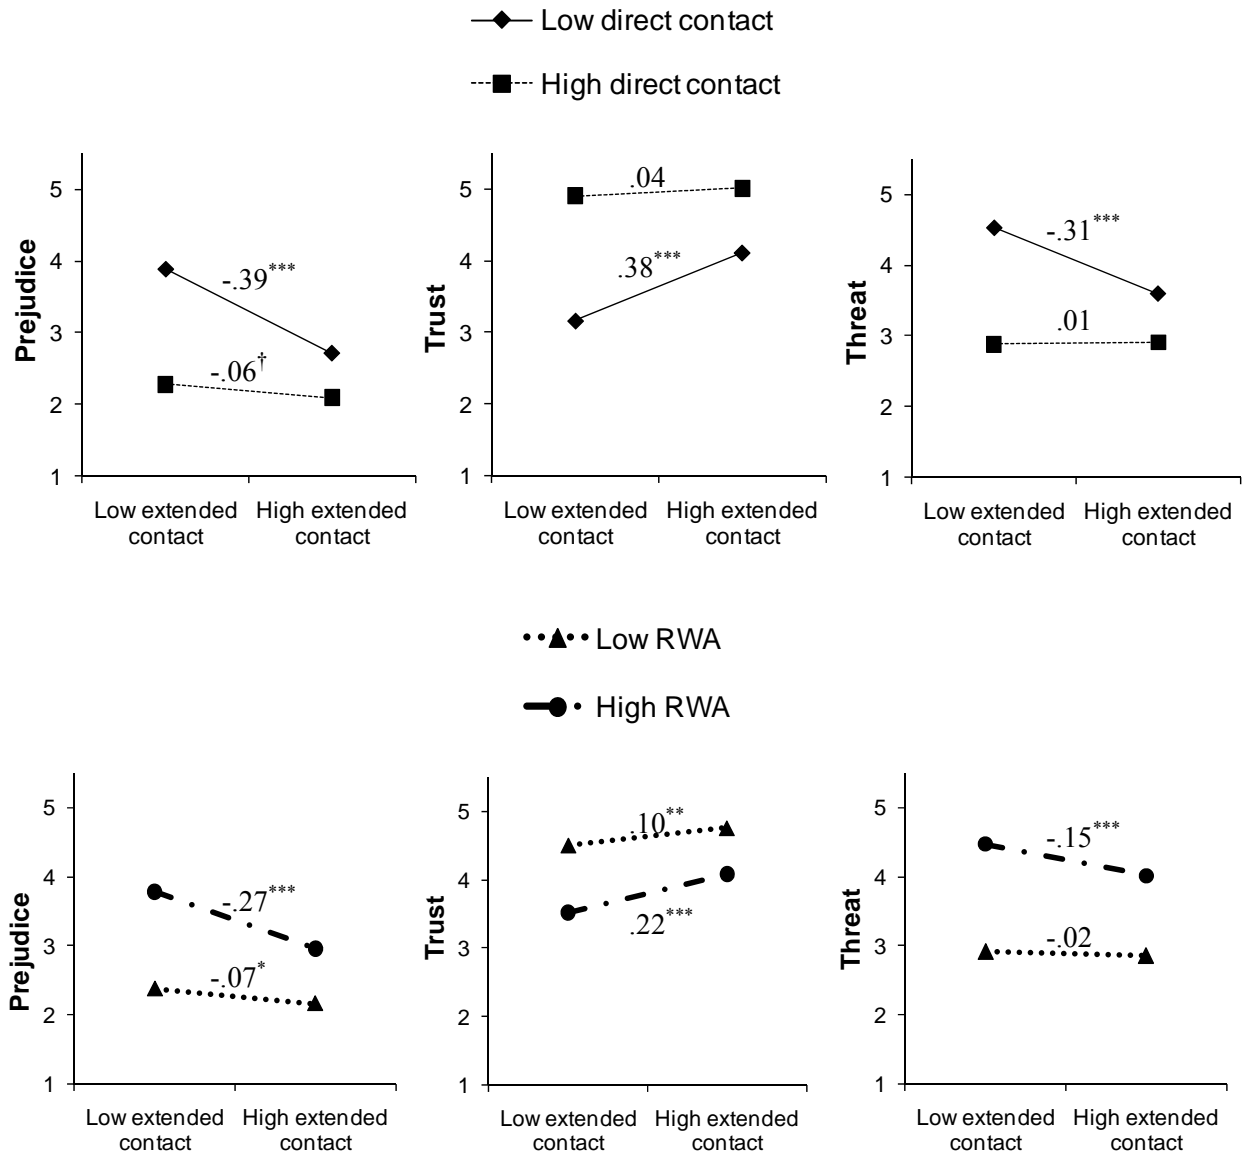 Low direct contact
High direct contact
Prejudice
5
4
3
2
1
-.39***
-.06†
Low extended
contact
High extended
contact
Trust
5
4
3
2
1
.04
.38***
Low extended
contact
High extended
contact
Threat
5
4
3
2
1
-.31***
.01
Low extended
contact
High extended
contact
Low RWA
High RWA
Prejudice
5
4
3
2
1
-.27***
-.07*
Low extended
contact
High extended
contact
Trust
5
4
3
2
1
.10**
.22***
Low extended
contact
High extended
contact
Threat
5
4
3
2
1
-.15***
-.02
Low extended
contact
High extended
contact